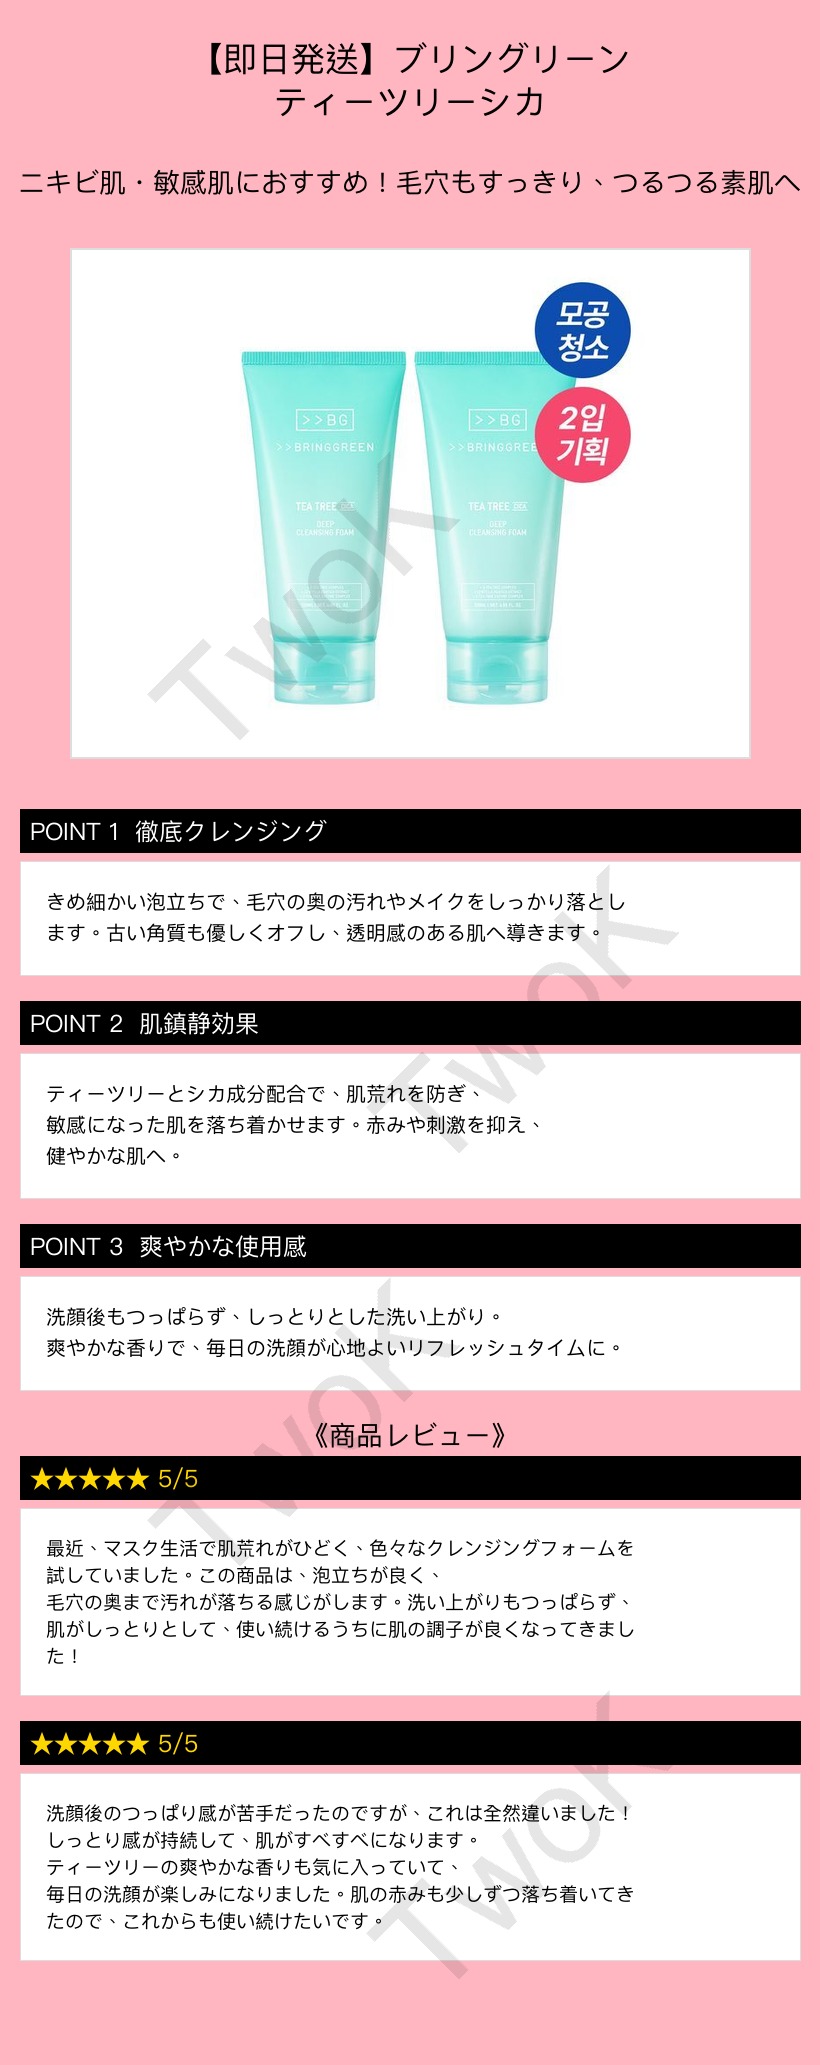 【即日発送】ブリングリーン
ティーツリーシカ
ニキビ肌・敏感肌におすすめ！毛穴もすっきり、つるつる素肌へ
모공
청소
2입
기획
>>BG
>>BRINGGREEN
TEA TREE CICA
DEEP
CLEANSING FOAM
>>BG
>>BRINGGREE
TEA TREE CICA
DEEP
CLEANSING FOAM
TwoK
POINT 1 徹底クレンジング
きめ細かい泡立ちで、毛穴の奥の汚れやメイクをしっかり落とし
ます。古い角質も優しくオフし、透明感のある肌へ導きます。
POINT 2 肌鎮静効果
ティーツリーとシカ成分配合で、肌荒れを防ぎ、
敏感になった肌を落ち着かせます。赤みや刺激を抑え、
健やかな肌へ。
TwoK
POINT 3 爽やかな使用感
洗顔後もつっぱらず、しっとりとした洗い上がり。
爽やかな香りで、毎日の洗顔が心地よいリフレッシュタイムに。
《商品レビュー》
TwoK
★★★★★ 5/5
最近、マスク生活で肌荒れがひどく、色々なクレンジングフォームを
試していました。この商品は、泡立ちが良く、
毛穴の奥まで汚れが落ちる感じがします。洗い上がりもつっぱらず、
肌がしっとりとして、使い続けるうちに肌の調子が良くなってきまし
た！
★★★★★ 5/5
洗顔後のつっぱり感が苦手だったのですが、これは全然違いました！
しっとり感が持続して、肌がすべすべになります。
ティーツリーの爽やかな香りも気に入っていて、
毎日の洗顔が楽しみになりました。肌の赤みも少しずつ落ち着いてき
たので、これからも使い続けたいです。
TwoK